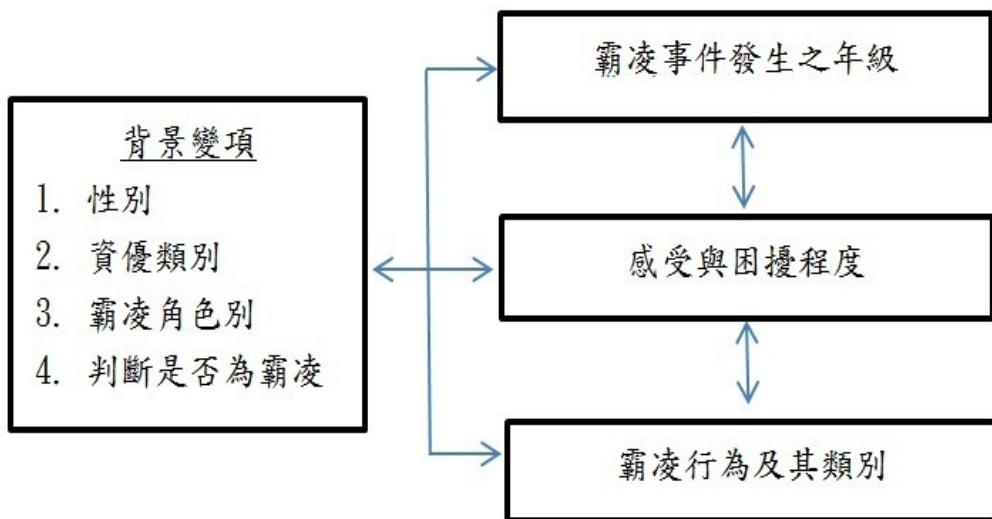 霸凌事件發生之年級
背景變項
1. 性別
2. 資優類別
3. 霸凌角色別
4. 判斷是否為霸凌
感受與困擾程度
霸凌行為及其類別